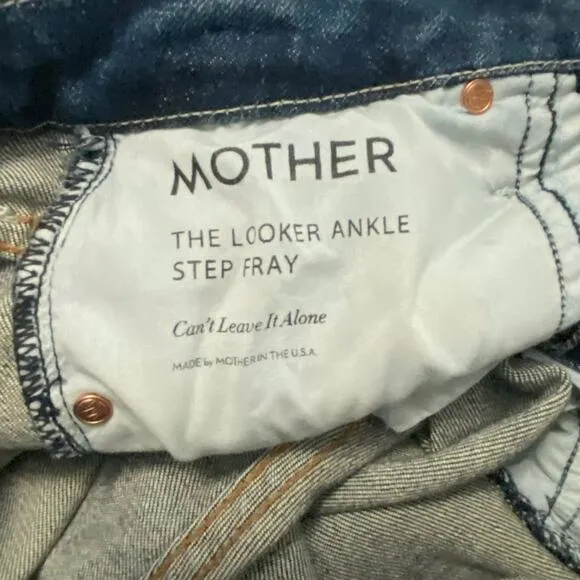 MOTHER
THE LOOKER ANKLE
STEP FRAY
Can't Leave It Alone
MADE by MOTHER IN THE U.S.A.